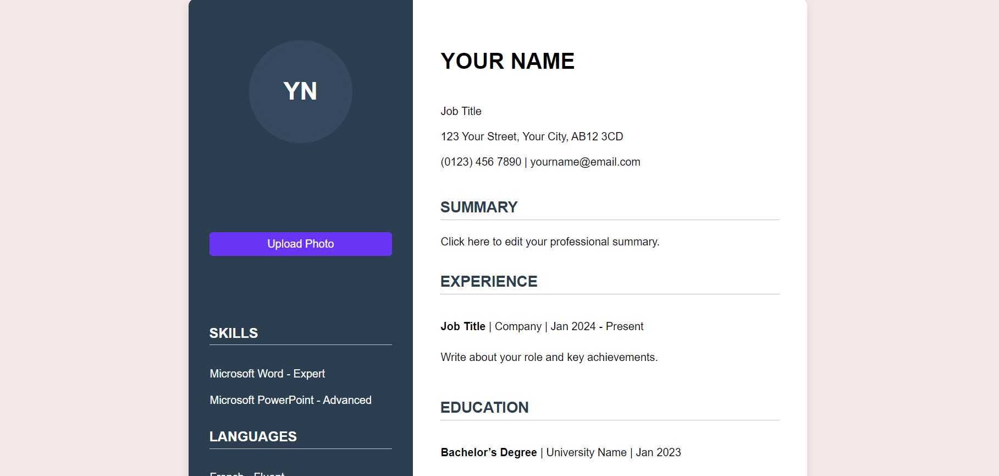 YN
Upload Photo
SKILLS
Microsoft Word - Expert
Microsoft PowerPoint - Advanced
LANGUAGES
French - Fluent
YOUR NAME
Job Title
123 Your Street, Your City, AB12 3CD
(0123) 456 7890 | yourname@email.com
SUMMARY
Click here to edit your professional summary.
EXPERIENCE
Job Title | Company | Jan 2024 - Present
Write about your role and key achievements.
EDUCATION
Bachelor’s Degree | University Name | Jan 2023